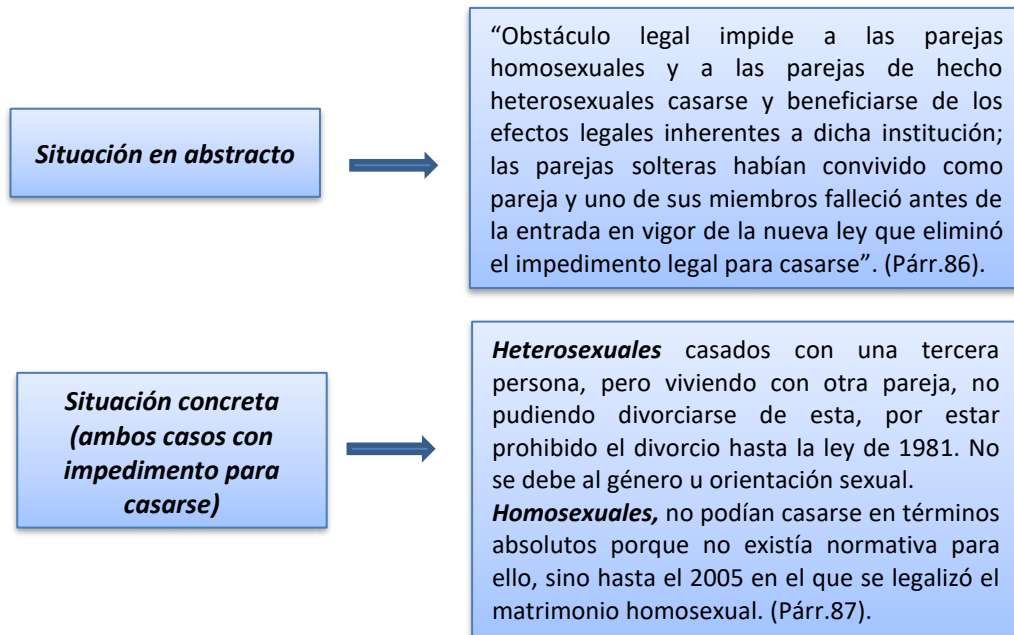 Situación en abstracto
“Obstáculo legal impide a las parejas
homosexuales y a las parejas de hecho
heterosexuales casarse y beneficiarse de los
efectos legales inherentes a dicha institución;
las parejas solteras habían convivido como
pareja y uno de sus miembros falleció antes de
la entrada en vigor de la nueva ley que eliminó
el impedimento legal para casarse”. (Párr.86).
Situación concreta
(ambos casos con
impedimento para
casarse)
Heterosexuales casados con una tercera
persona, pero viviendo con otra pareja, no
pudiendo divorciarse de esta, por estar
prohibido el divorcio hasta la ley de 1981. No
se debe al género u orientación sexual.
Homosexuales, no podían casarse en términos
absolutos porque no existía normativa para
ello, sino hasta el 2005 en el que se legalizó el
matrimonio homosexual. (Párr.87).